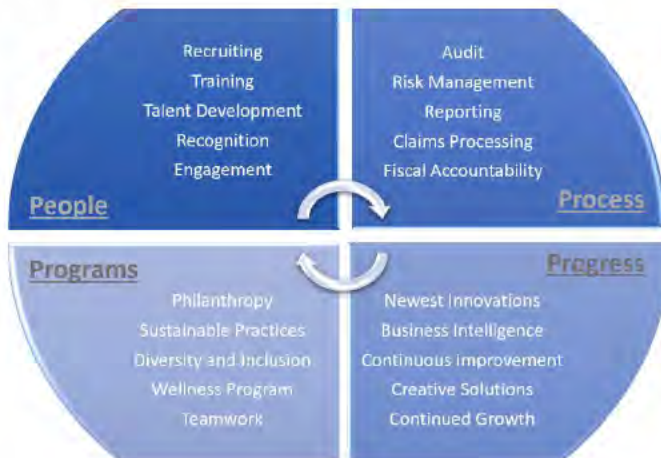 Recruiting
Training
Talent Development
Recognition
Engagement
People
Audit
Risk Management
Reporting
Claims Processing
Fiscal Accountability
Process
Programs
Philanthropy
Sustainable Practices
Diversity and Inclusion
Wellness Program
Teamwork
Progress
Newest Innovations
Business Intelligence
Continuous improvement
Creative Solutions
Continued Growth